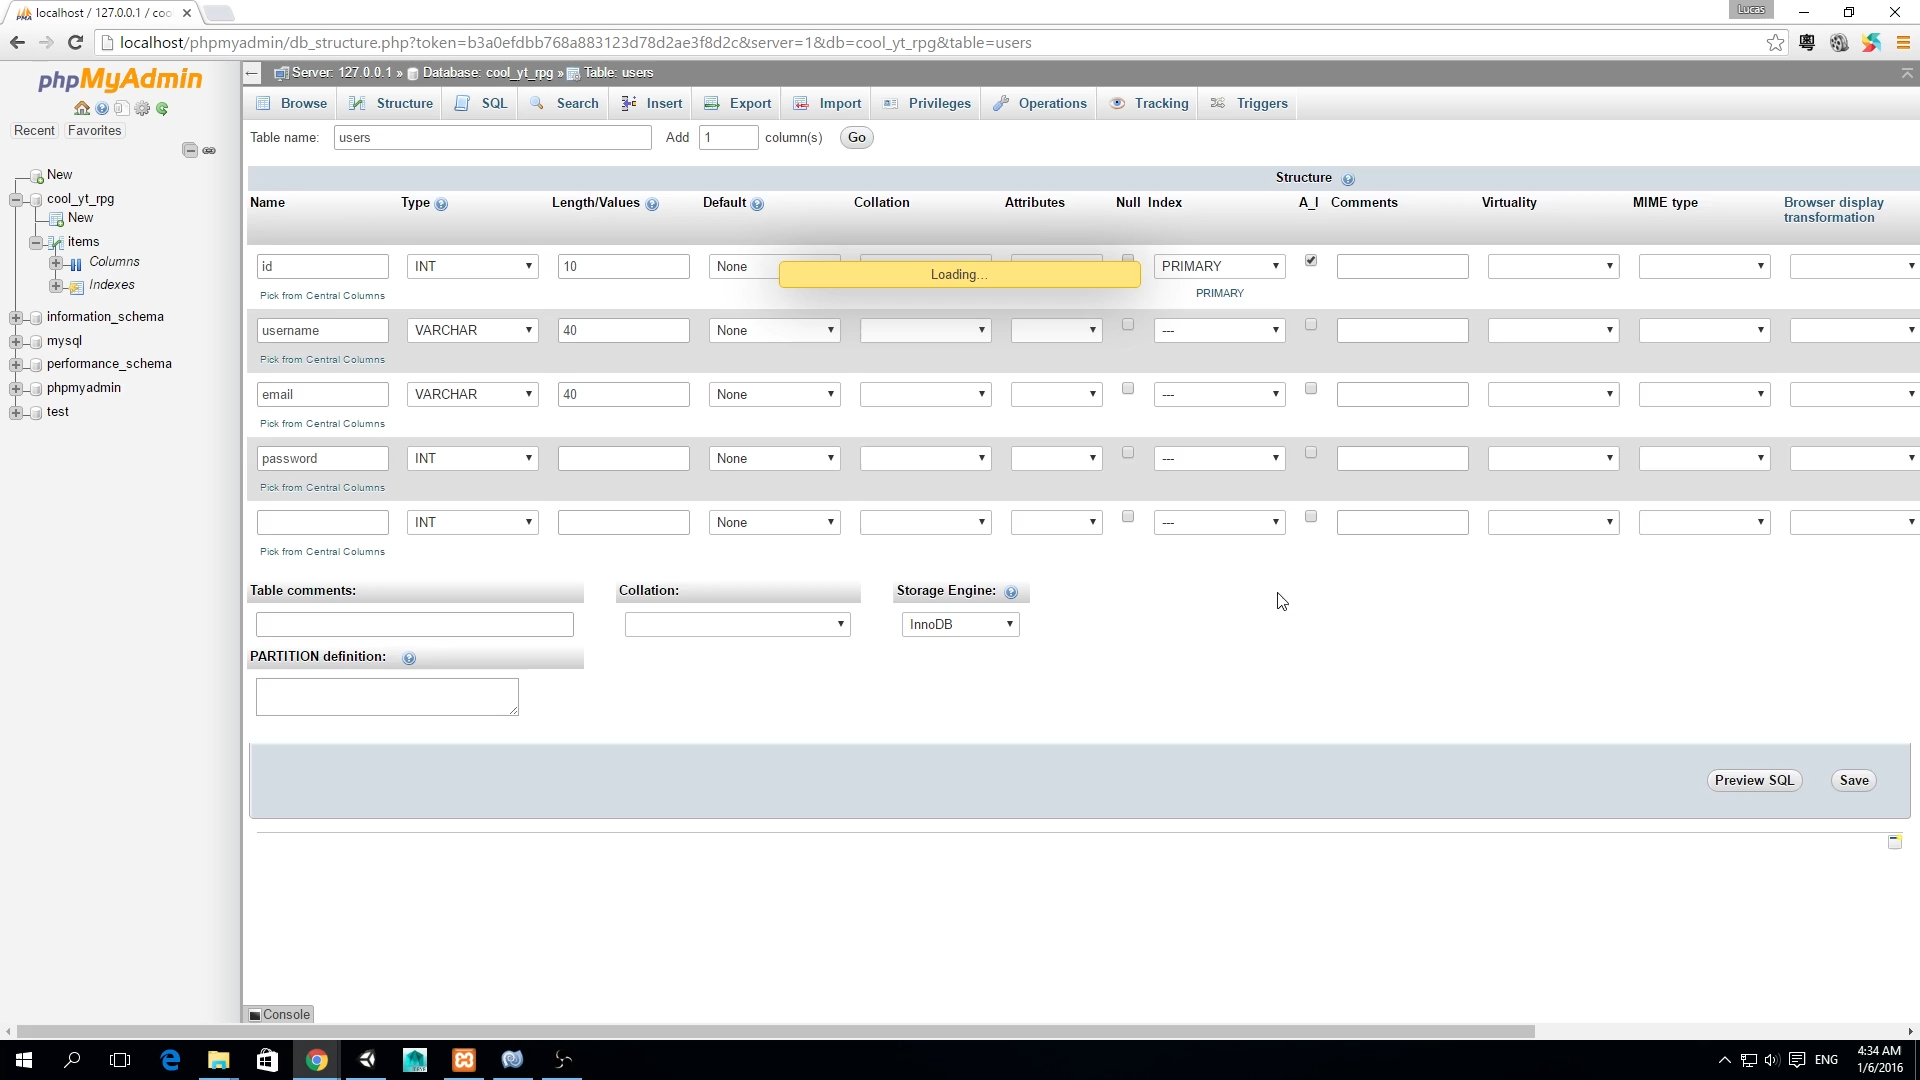 localhost / 127.0.0.1 / coo
Lucas
localhost/phpmyadmin/db_structure.php?token=b3a0efdbb768a883123d78d2ae3f8d2c&server=1&db=cool_yt_rpg&table=users
phpMyAdmin
Recent Favorites
New
cool_yt_rpg
New
items
Columns
Indexes
information_schema
mysql
performance_schema
phpmyadmin
test
Server: 127.0.0.1 » Database: cool_yt_rpg » Table: users
Browse Structure SQL Search Insert Export Import Privileges Operations Tracking Triggers
Table name: users Add 1 column(s) Go
Structure
Name Type Length/Values Default Collation Attributes Null Index A_I Comments Virtuality MIME type Browser display
transformation
Loading...
id INT 10 None PRIMARY
Pick from Central Columns PRIMARY
username VARCHAR 40 None ---
Pick from Central Columns
email VARCHAR 40 None ---
Pick from Central Columns
password INT None ---
Pick from Central Columns
INT None ---
Pick from Central Columns
Table comments: Collation: Storage Engine:
InnoDB
PARTITION definition:
Preview SQL Save
Console
ENG
4:34 AM
1/6/2016